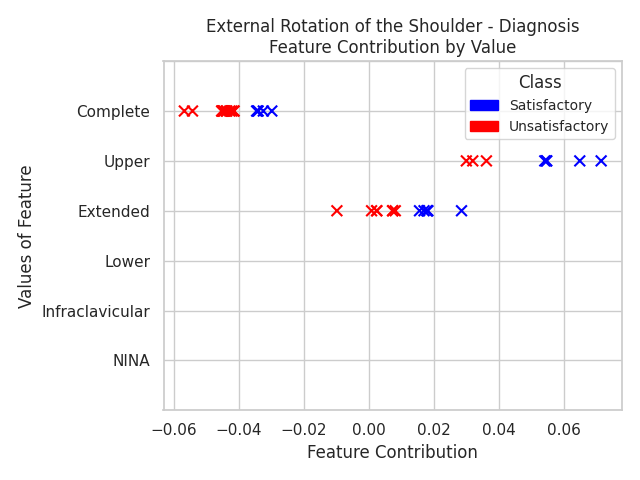 External Rotation of the Shoulder - Diagnosis
Feature Contribution by Value
Class
Satisfactory
Unsatisfactory
Values of Feature
Complete
Upper
Extended
Lower
Infraclavicular
NINA
−0.06 −0.04 −0.02 0.00 0.02 0.04 0.06
Feature Contribution